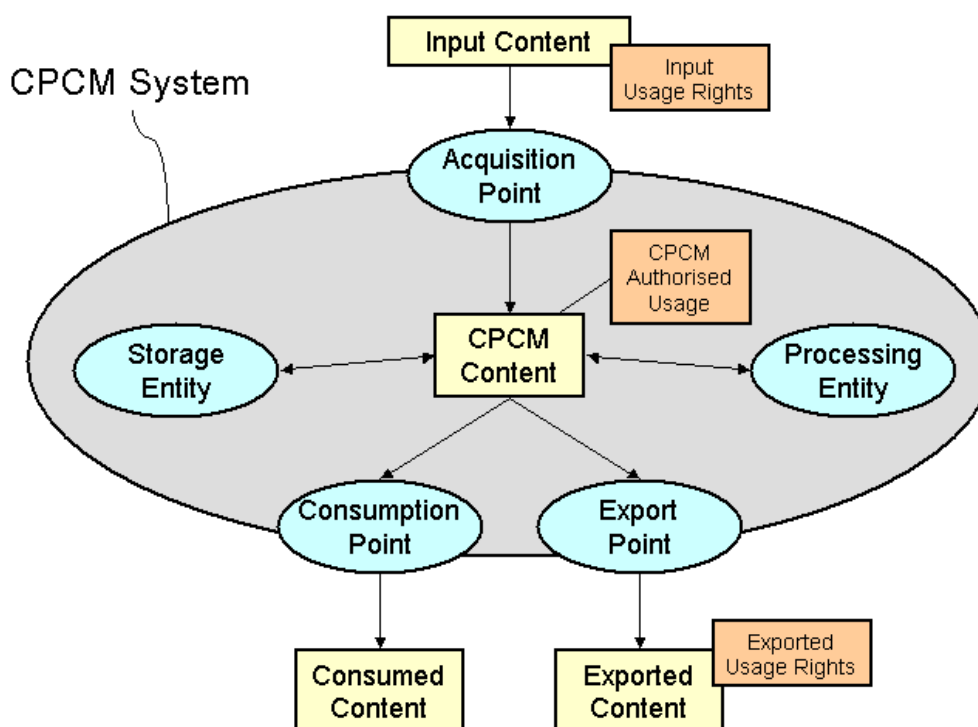 Input Content
Input
Usage Rights
CPCM System
Acquisition
Point
CPCM
Authorised
Usage
Storage
Entity
CPCM
Content
Processing
Entity
Consumption
Point
Export
Point
Consumed
Content
Exported
Content
Exported
Usage Rights